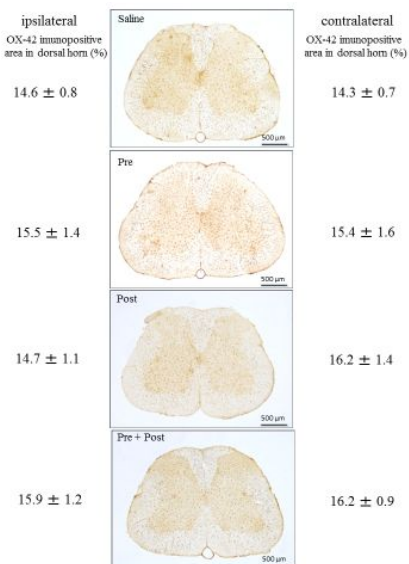 ipsilateral
OX-42 imunopositive
area in dorsal horn (%)
contralateral
OX-42 imunopositive
area in dorsal horn (%)
Saline
14.6 ± 0.8
14.3 ± 0.7
500 µm
Pre
15.5 ± 1.4
15.4 ± 1.6
500 µm
Post
14.7 ± 1.1
16.2 ± 1.4
500 µm
Pre + Post
15.9 ± 1.2
16.2 ± 0.9
500 µm